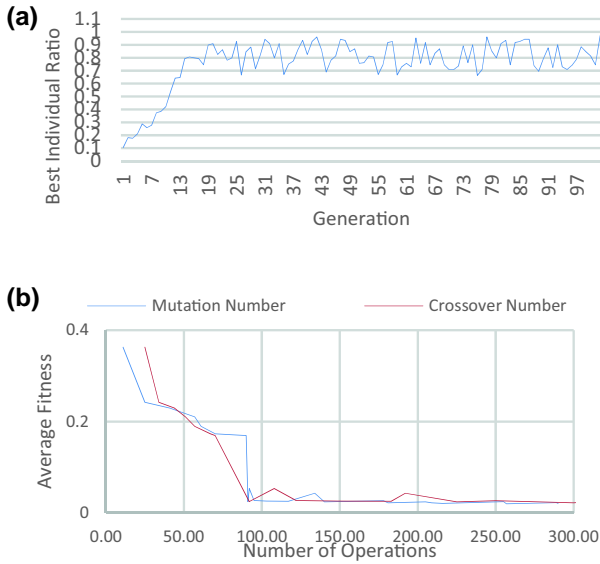 (a)
Best Individual Ratio
1.1
1
0.9
0.8
0.7
0.6
0.5
0.4
0.3
0.2
0.1
0
1 7 13 19 25 31 37 43 49 55 61 67 73 79 85 91 97
Generation
(b)
Mutation Number Crossover Number
Average Fitness
0.4
0.2
0
0.00 50.00 100.00 150.00 200.00 250.00 300.00
Number of Operations